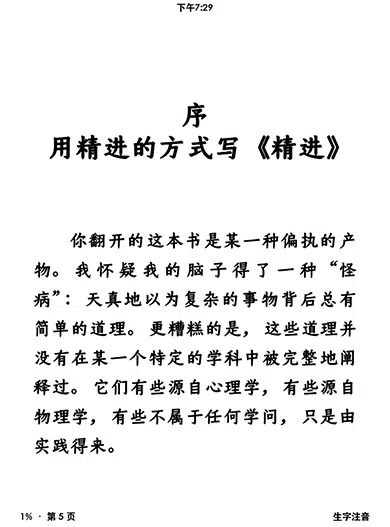 下午7:29
序
用精进的方式写《精进》
你翻开的这本书是某一种偏执的产
物。我怀疑我的脑子得了一种“怪
病”：天真地以为复杂的事物背后总有
简单的道理。更糟糕的是，这些道理并
没有在某一个特定的学科中被完整地阐
释过。它们有些源自心理学，有些源自
物理学，有些不属于任何学问，只是由
实践得来。
1% · 第 5 页
生字注音